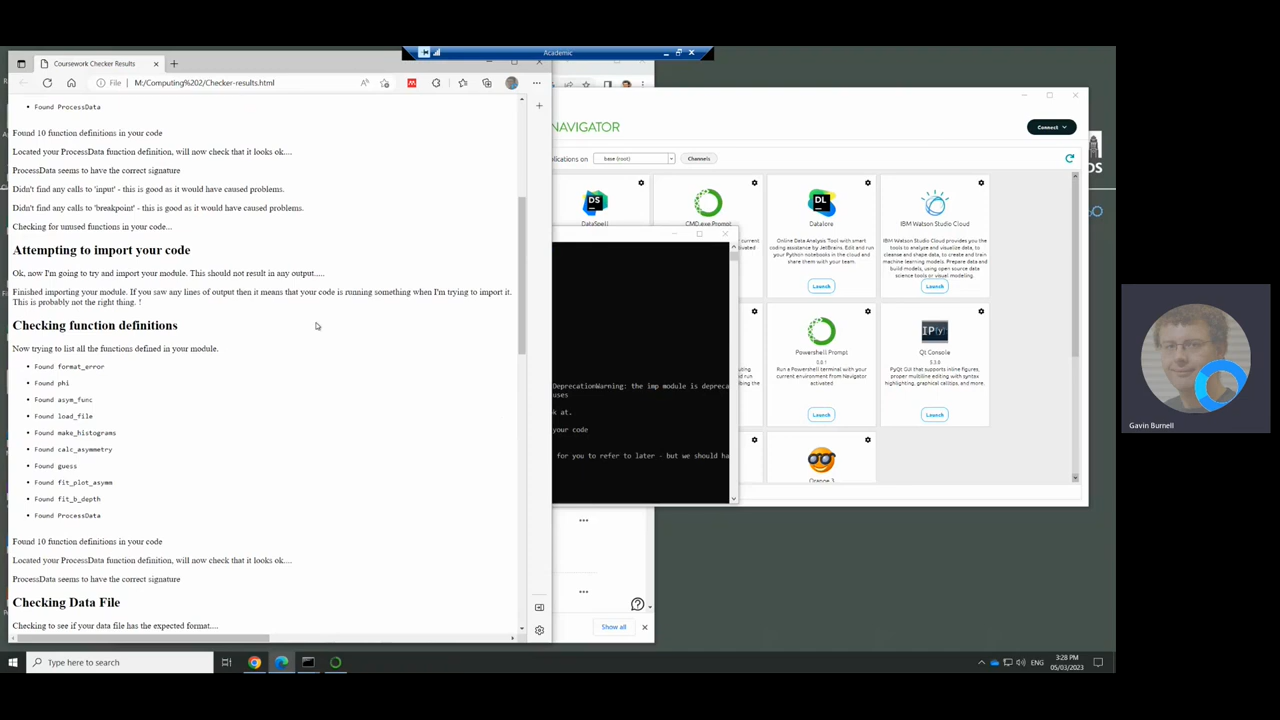 Academic
Coursework Checker Results
File
M:/Computing%202/Checker-results.html
• Found ProcessData
Found 10 function definitions in your code
Located your ProcessData function definition, will now check that it looks ok....
ProcessData seems to have the correct signature
Didn't find any calls to 'input' - this is good as it would have caused problems.
Didn't find any calls to 'breakpoint' - this is good as it would have caused problems.
Checking for unused functions in your code...
Attempting to import your code
Ok, now I'm going to try and import your module. This should not result in any output.....
Finished importing your module. If you saw any lines of output then it means that your code is running something when I'm trying to import it.
This is probably not the right thing. !
Checking function definitions
Now trying to list all the functions defined in your module.
• Found format_error
• Found phi
• Found asym_func
• Found load_file
• Found make_histograms
• Found calc_asymmetry
• Found guess
• Found fit_plot_asymm
• Found fit_b_depth
• Found ProcessData
Found 10 function definitions in your code
Located your ProcessData function definition, will now check that it looks ok....
ProcessData seems to have the correct signature
Checking Data File
Checking to see if your data file has the expected format....
NAVIGATOR
Connect
plications on
base (root)
Channels
DS
DataSpell
CMD.exe Prompt
DL
Datalore
IBM Watson Studio Cloud
current
nd run
Online Data Analysis Tool with smart
coding assistance by JetBrains. Edit and run
your Python notebooks in the cloud and
share them with your team.
IBM Watson Studio Cloud provides you the
tools to analyze and visualize data, to
cleanse and shape data, to create and
train machine learning models. Prepare data
and build models, using open source data
science tools or visual modeling.
Launch
Launch
IP[y]:
Powershell Prompt
0.0.1
Run a Powershell terminal with your
current environment from Navigator
activated
Launch
Qt Console
5.3.0
PyQt GUI that supports inline figures,
proper multiline editing with syntax
highlighting, graphical calltips, and more.
Launch
Orange 3
DeprecationWarning: the imp module is depreca
uses
k at.
your code
for you to refer to later - but we should ha
DS
Show all
Gavin Burnell
Type here to search
ENG
3:28 PM
05/03/2023